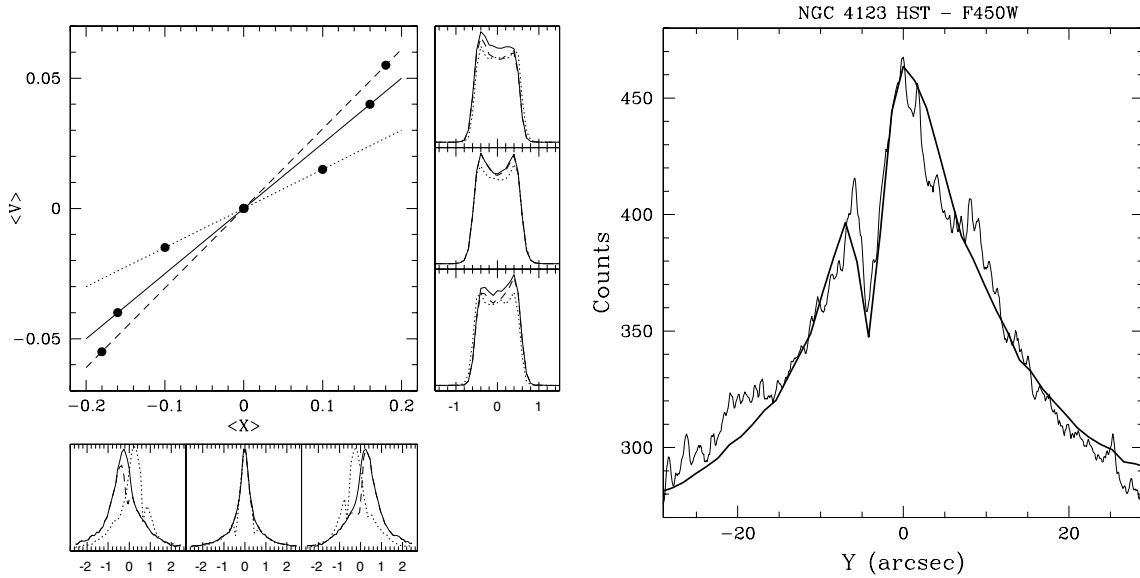 NGC 4123 HST – F450W
0.05
0
−0.05
<V>
−0.2 −0.1 0 0.1 0.2
<X>
-1 0 1
-2 -1 0 1 2 -2 -1 0 1 2 -2 -1 0 1 2
450
400
350
300
Counts
−20 0 20
Y (arcsec)